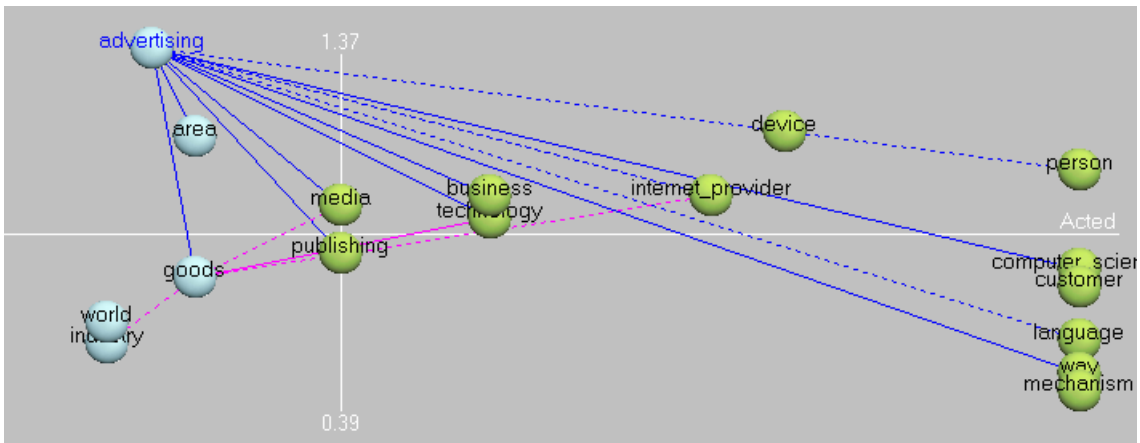 advertising
1.37
area
device
person
media
business
internet_provider
technology
Acted
publishing
goods
computer_scien
customer
world
industry
language
way
mechanism
0.39